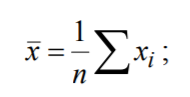 x̄ = 1/n ∑ xᵢ ;